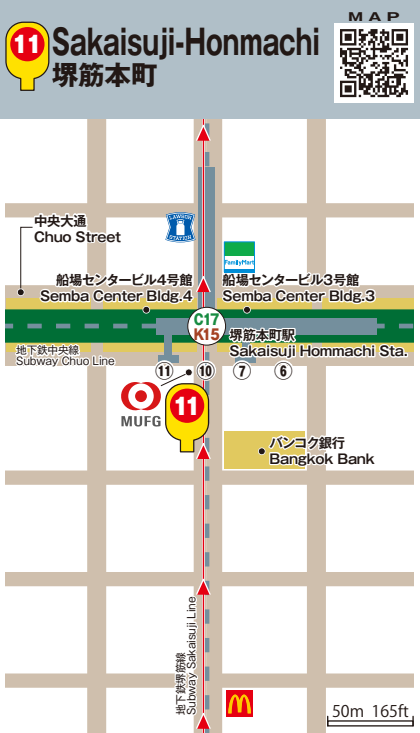 MAP
11
Sakaisuji-Honmachi
堺筋本町
LAWSON
STATION
中央大通
Chuo Street
FamilyMart
船場センタービル4号館
Semba Center Bldg.4
船場センタービル3号館
Semba Center Bldg.3
C17
K15
堺筋本町駅
Sakaisuji Hommachi Sta.
地下鉄中央線
Subway Chuo Line
11
10
7
6
MUFG
11
バンコク銀行
Bangkok Bank
地下鉄堺筋線
Subway Sakaisuji Line
50m 165ft